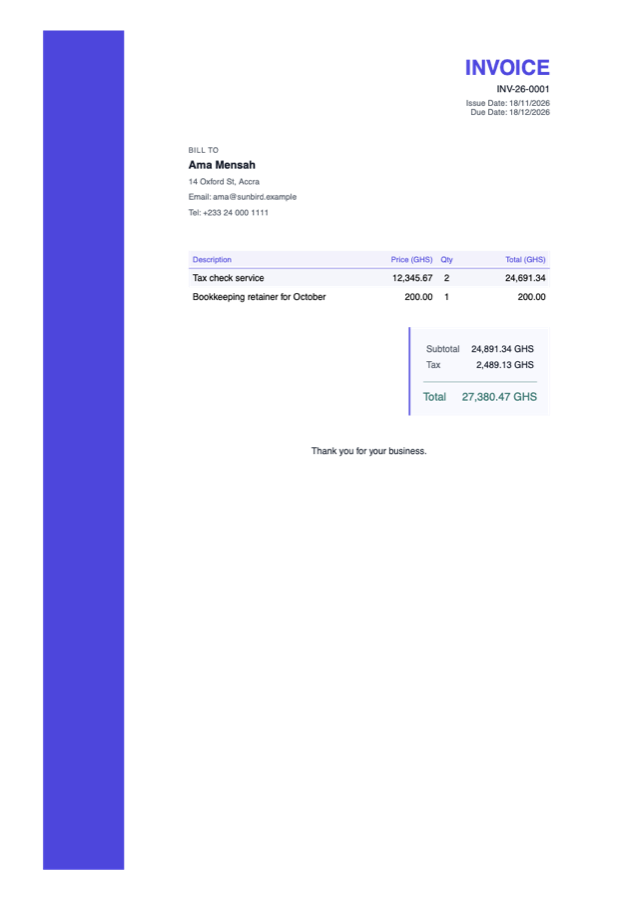 INVOICE
INV-26-0001
Issue Date: 18/11/2026
Due Date: 18/12/2026
BILL TO
Ama Mensah
14 Oxford St, Accra
Email: ama@sunbird.example
Tel: +233 24 000 1111
Description Price (GHS) Qty Total (GHS)
Tax check service 12,345.67 2 24,691.34
Bookkeeping retainer for October 200.00 1 200.00
Subtotal 24,891.34 GHS
Tax 2,489.13 GHS
Total 27,380.47 GHS
Thank you for your business.